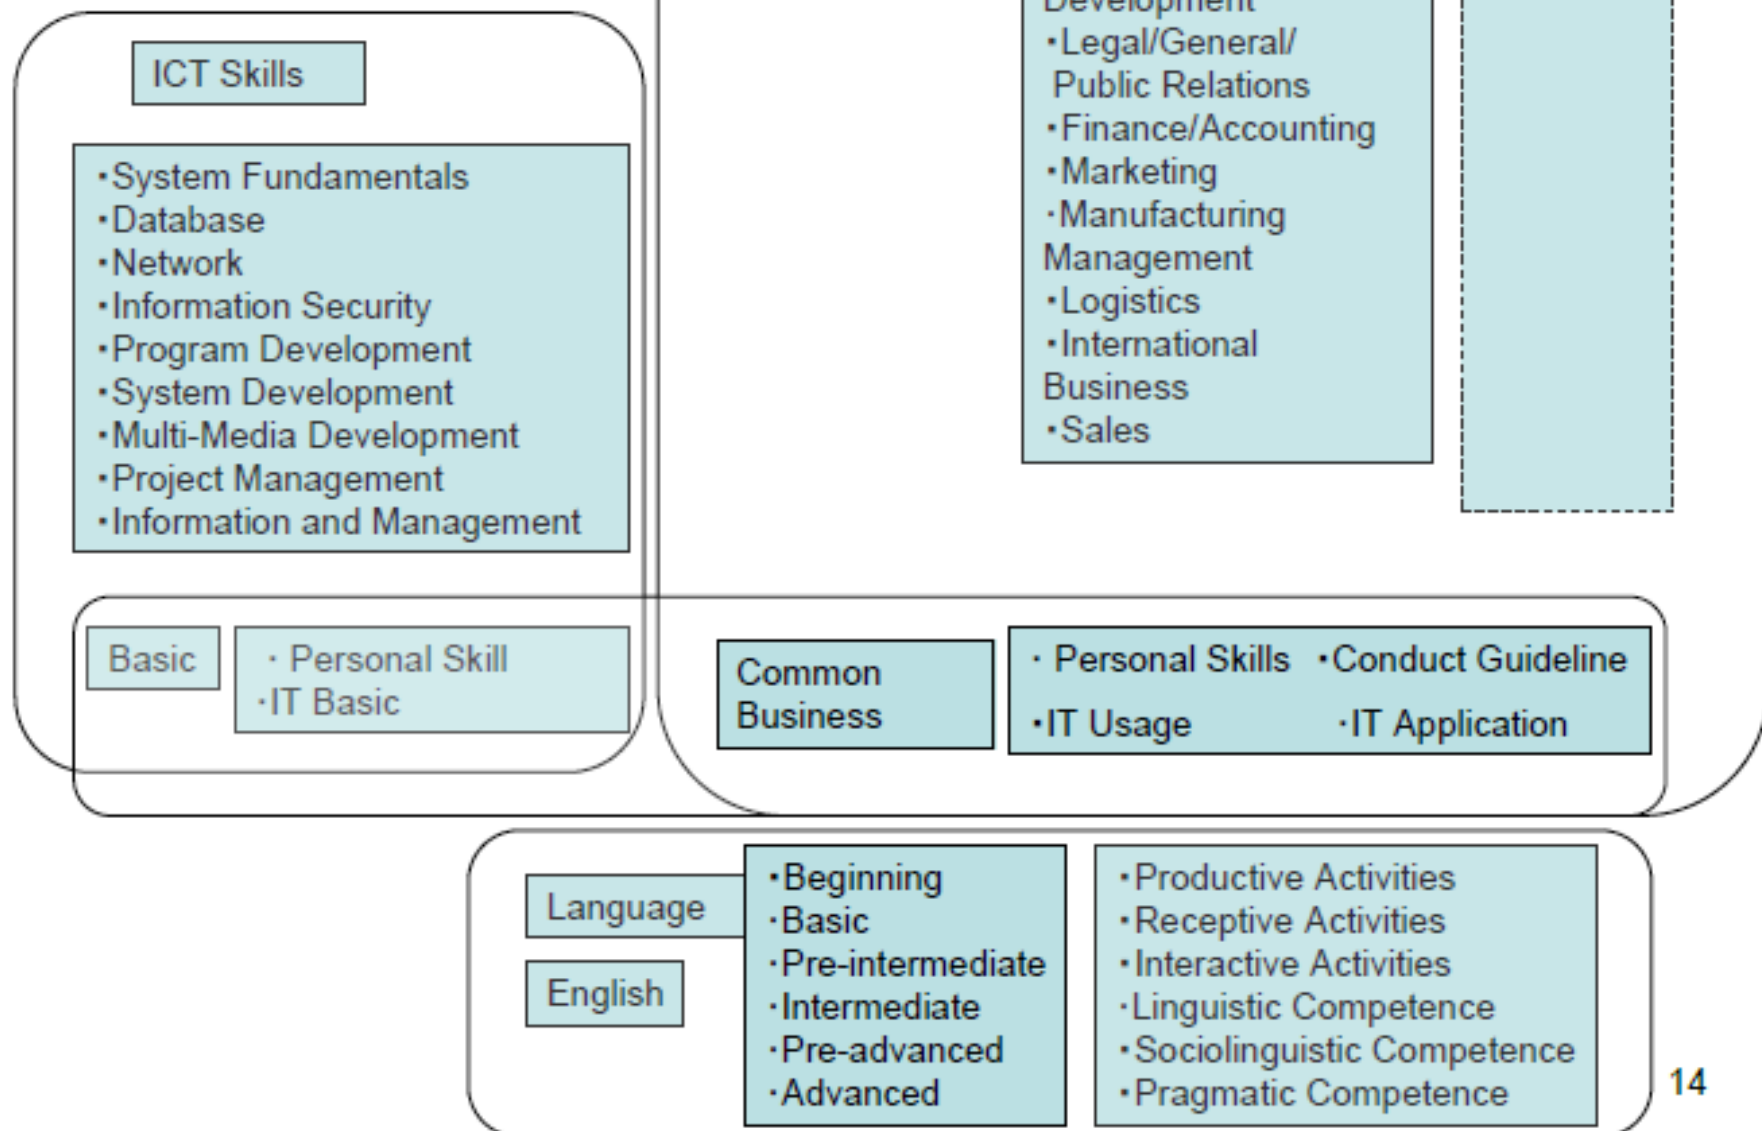 ICT Skills
・System Fundamentals
・Database
・Network
・Information Security
・Program Development
・System Development
・Multi-Media Development
・Project Management
・Information and Management
Development
・Legal/General/
Public Relations
・Finance/Accounting
・Marketing
・Manufacturing
Management
・Logistics
・International
Business
・Sales
Basic
・Personal Skill
・IT Basic
Common
Business
・Personal Skills ・Conduct Guideline
・IT Usage ・IT Application
Language
English
・Beginning
・Basic
・Pre-intermediate
・Intermediate
・Pre-advanced
・Advanced
・Productive Activities
・Receptive Activities
・Interactive Activities
・Linguistic Competence
・Sociolinguistic Competence
・Pragmatic Competence
14